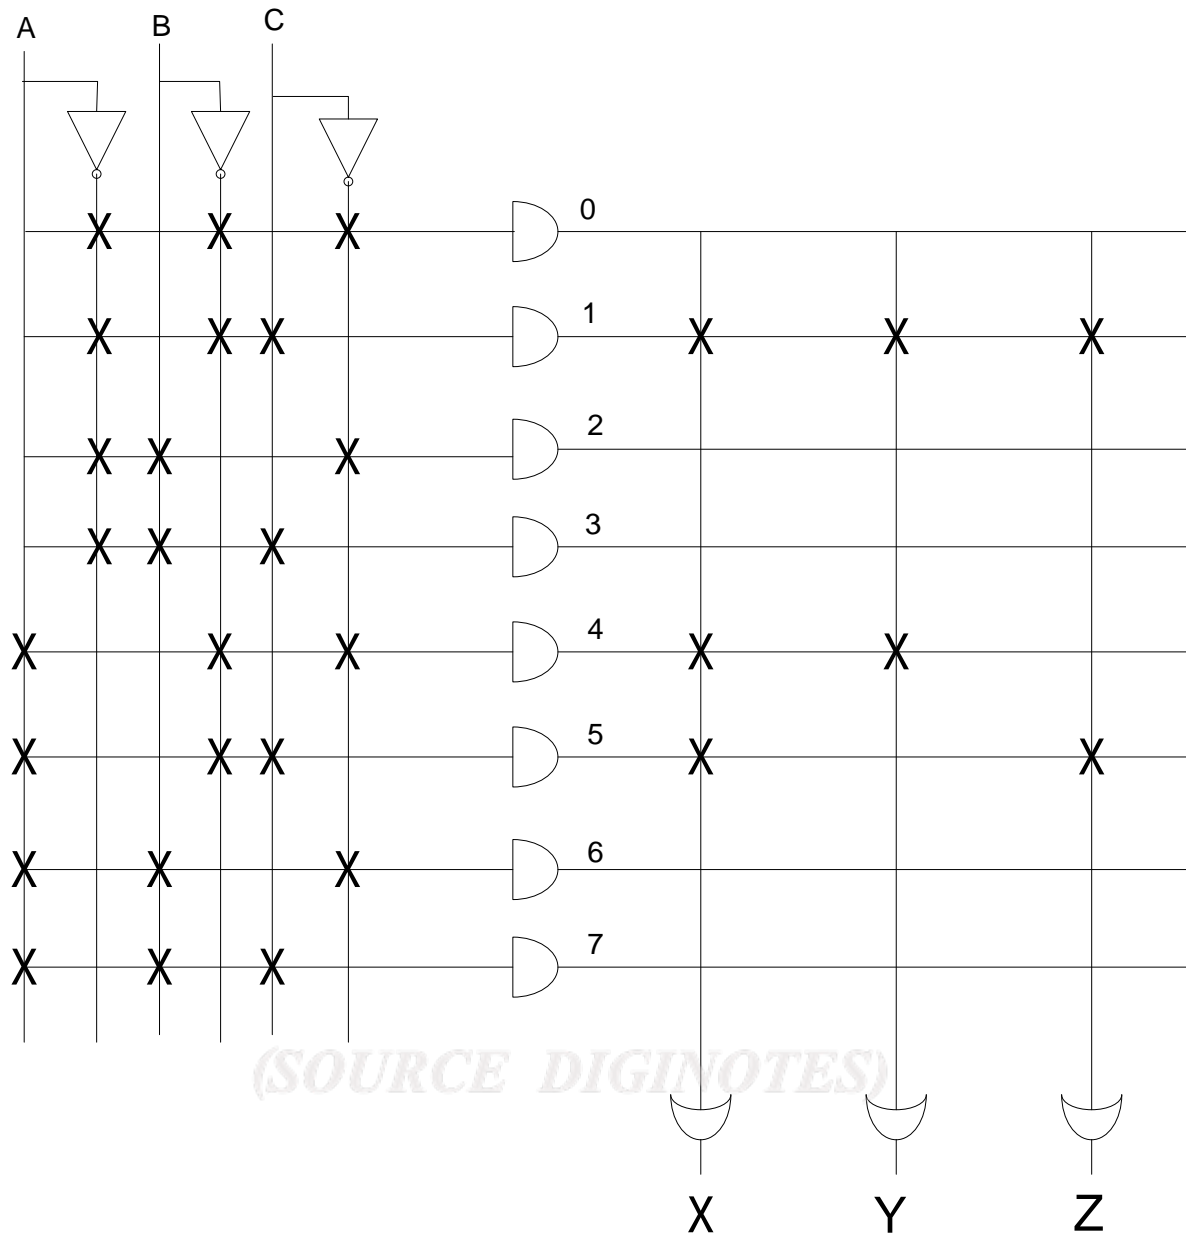 A B C
X X X 0
X X X 1 X X X
X X X 2
X X X 3
X X X 4 X X
X X X 5 X X
X X X 6
X X X 7
(SOURCE DIGINOTES)
X Y Z